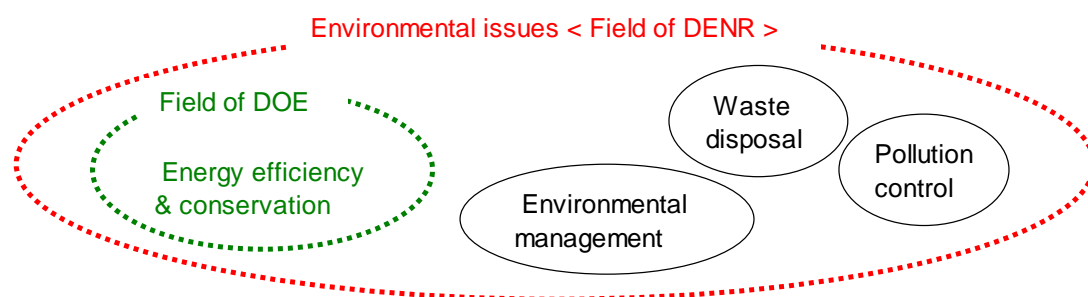 Environmental issues < Field of DENR >
Field of DOE
Energy efficiency
& conservation
Waste
disposal
Pollution
control
Environmental
management